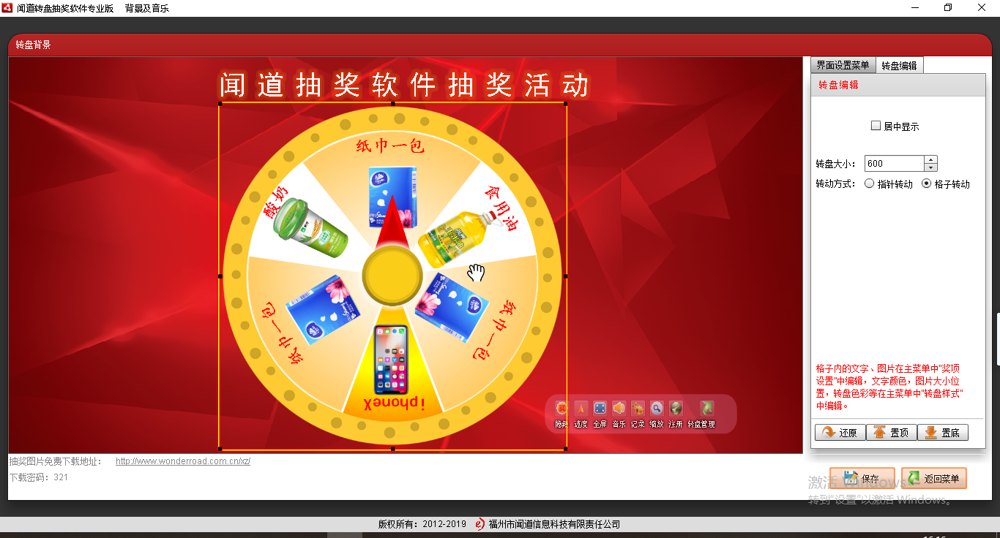 闻道转盘抽奖软件专业版 背景及音乐
转盘背景
闻道抽奖软件抽奖活动
纸巾一包
食用油
纸巾一包
iphoneX
纸巾一包
酸奶
隐藏 速度 全屏 音乐 记录 缩放 注册 转盘管理
界面设置菜单 转盘编辑
转盘编辑
居中显示
转盘大小： 600
转动方式： 指针转动 格子转动
格子内的文字、图片在主菜单中"奖项
设置"中编辑，文字颜色，图片大小位
置，转盘色彩等在主菜单中"转盘样式"
中编辑。
还原 置顶 置底
抽奖图片免费下载地址： http://www.wonderroad.com.cn/xz/
下载密码：321
保存 返回菜单
激活 Windows
转到"设置"以激活 Windows。
版权所有：2012-2019 福州市闻道信息科技有限责任公司